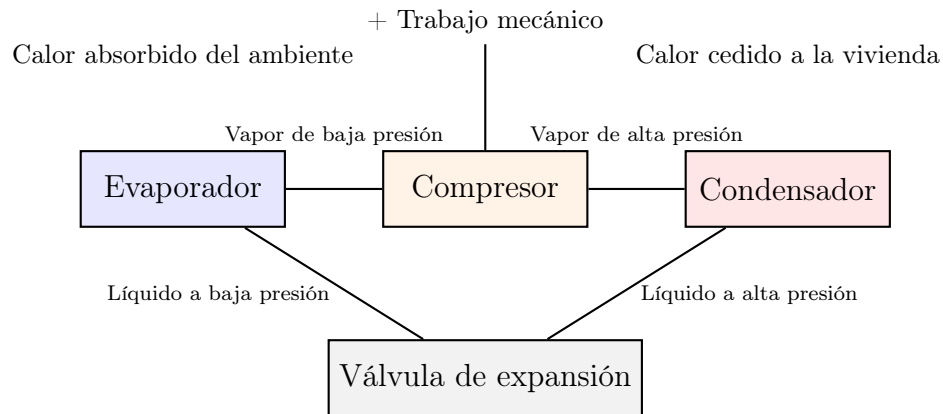 + Trabajo mecánico
Calor absorbido del ambiente
Calor cedido a la vivienda
Vapor de baja presión
Vapor de alta presión
Evaporador
Compresor
Condensador
Líquido a baja presión
Líquido a alta presión
Válvula de expansión